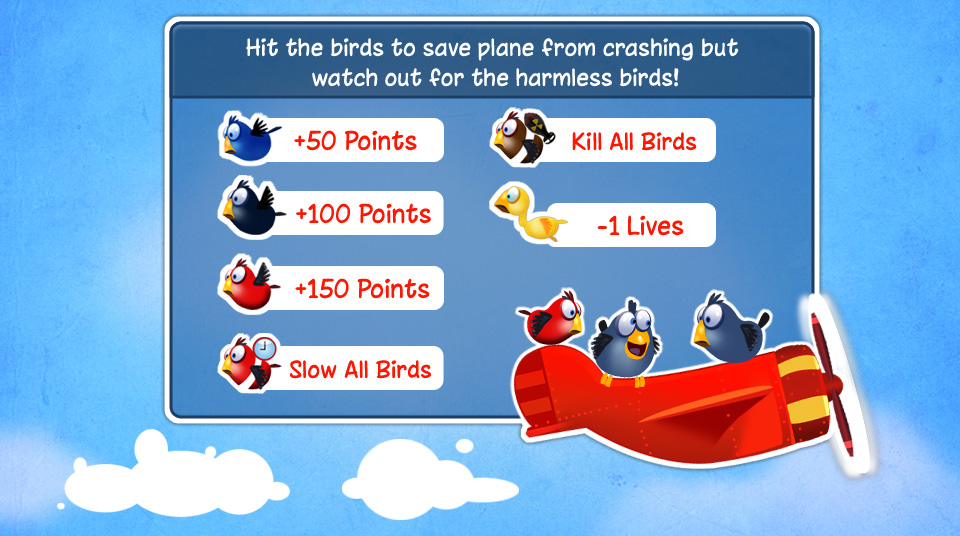 Hit the birds to save plane from crashing but
watch out for the harmless birds!
+50 Points
+100 Points
+150 Points
Slow All Birds
Kill All Birds
-1 Lives